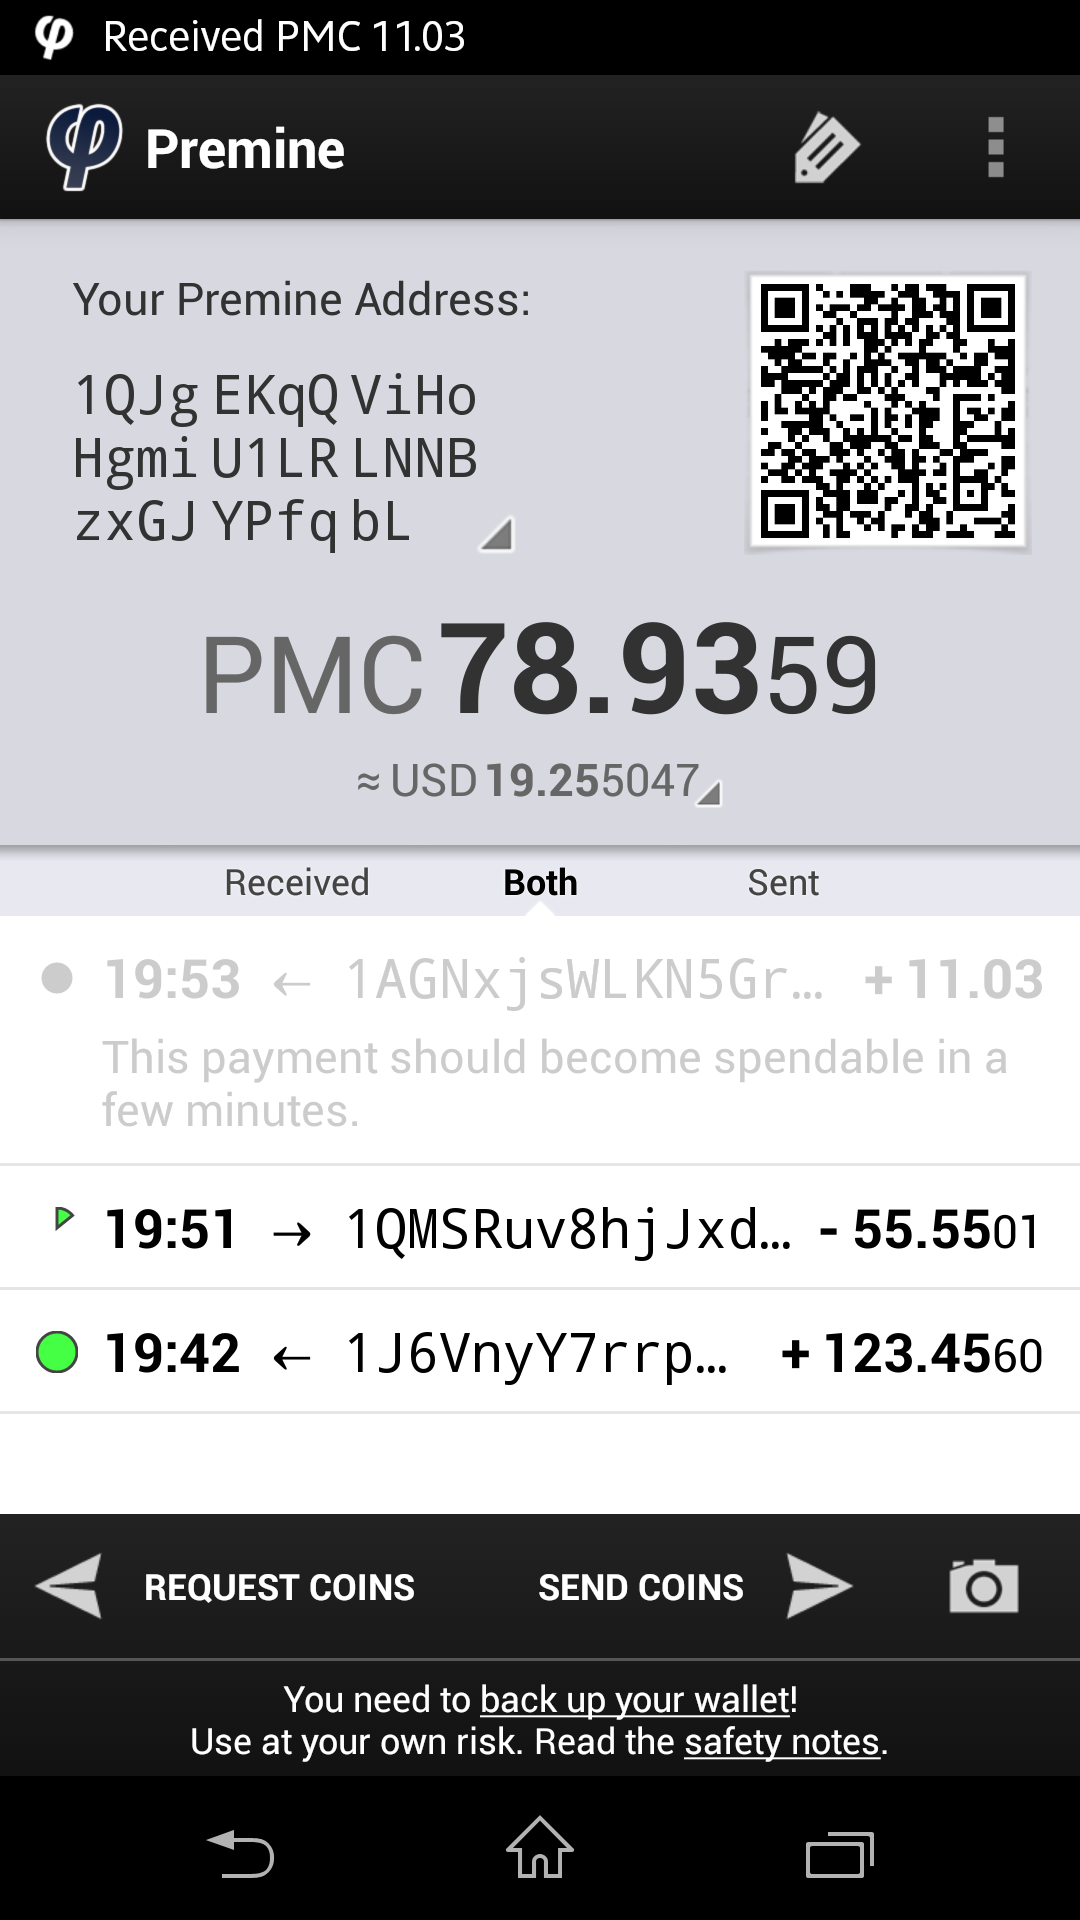 Received PMC 11.03
Premine
Your Premine Address:
1QJg EKqQ ViHo
Hgmi U1LR LNNB
zxGJ YPfq bL
PMC 78.9359
≈ USD 19.255047
Received Both Sent
19:53 ← 1AGNxjsWLKN5Gr… + 11.03
This payment should become spendable in a
few minutes.
19:51 → 1QMSRuv8hjJxd… - 55.5501
19:42 ← 1J6VnyY7rrp… + 123.4560
REQUEST COINS SEND COINS
You need to back up your wallet!
Use at your own risk. Read the safety notes.